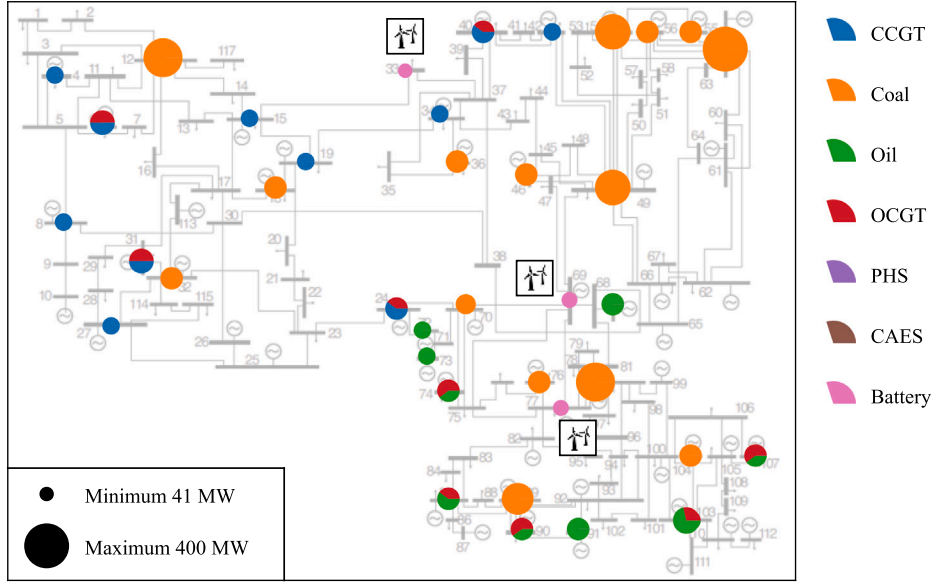 1 2 33 40 41 42 53 56 55
3 12 117 39 52 58 63
4 11 14 37 57 51 60
5 7 13 15 43 44 50
16 19 36 45 148 64
17 35 46 47 49 61
8 113 30
9 31 29 20 38 69 68 67 66 62
10 28 114 115 21 22 24
27 26 25 23 70 65
71 73 79
74 75 76 78 81 99
77 98 106
82 96
83 95 94 100 104 105 107
84 88 93 92 108
86 87 90 91 102 101 103 109
112
111
CCGT
Coal
Oil
OCGT
PHS
CAES
Battery
Minimum 41 MW
Maximum 400 MW